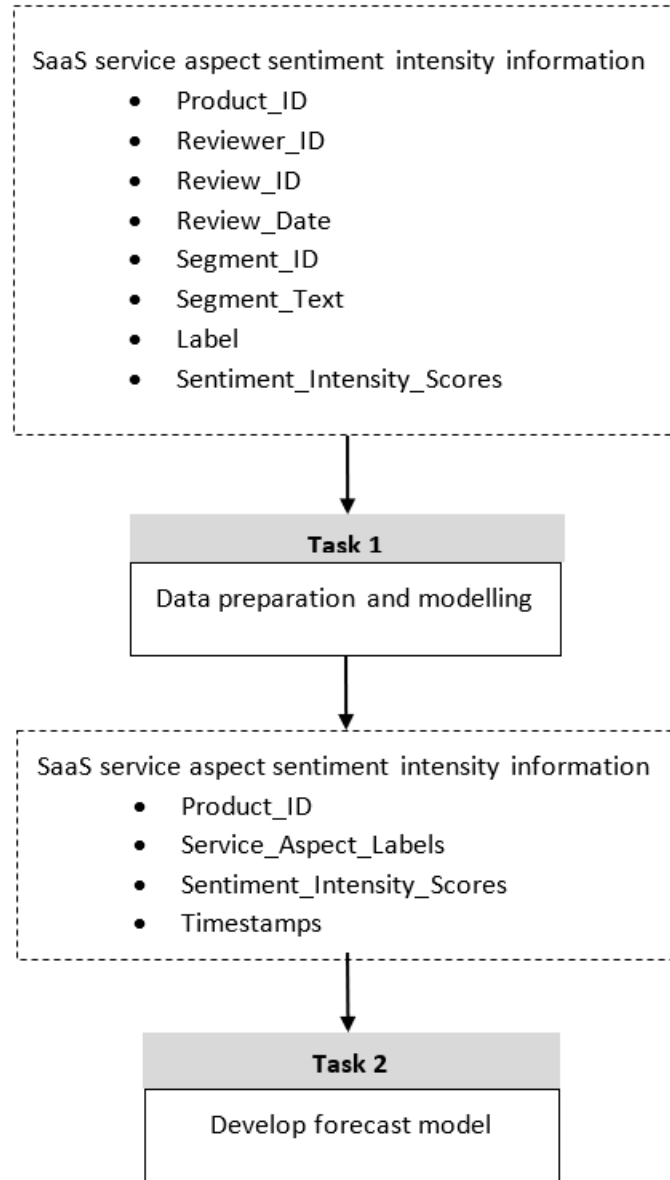 SaaS service aspect sentiment intensity information
• Product_ID
• Reviewer_ID
• Review_ID
• Review_Date
• Segment_ID
• Segment_Text
• Label
• Sentiment_Intensity_Scores
Task 1
Data preparation and modelling
SaaS service aspect sentiment intensity information
• Product_ID
• Service_Aspect_Labels
• Sentiment_Intensity_Scores
• Timestamps
Task 2
Develop forecast model